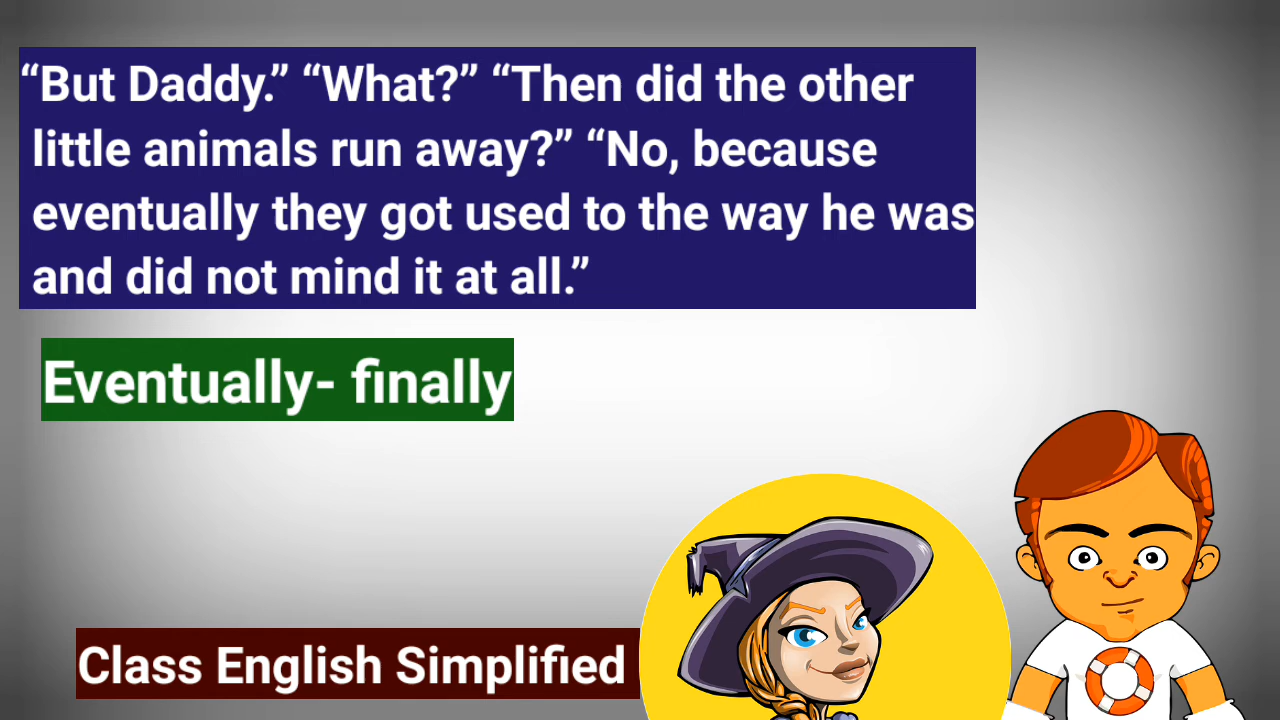 “But Daddy.” “What?” “Then did the other
little animals run away?” “No, because
eventually they got used to the way he was
and did not mind it at all.”
Eventually- finally
Class English Simplified